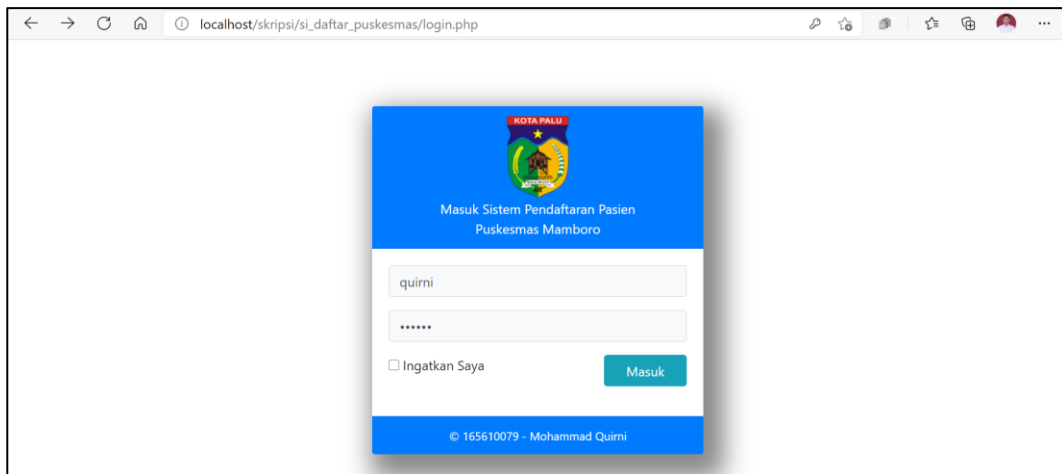 localhost/skripsi/si_daftar_puskesmas/login.php
KOTA PALU
Masuk Sistem Pendaftaran Pasien
Puskesmas Mamboro
quirni
••••••
Ingatkan Saya
Masuk
© 165610079 - Mohammad Quirni